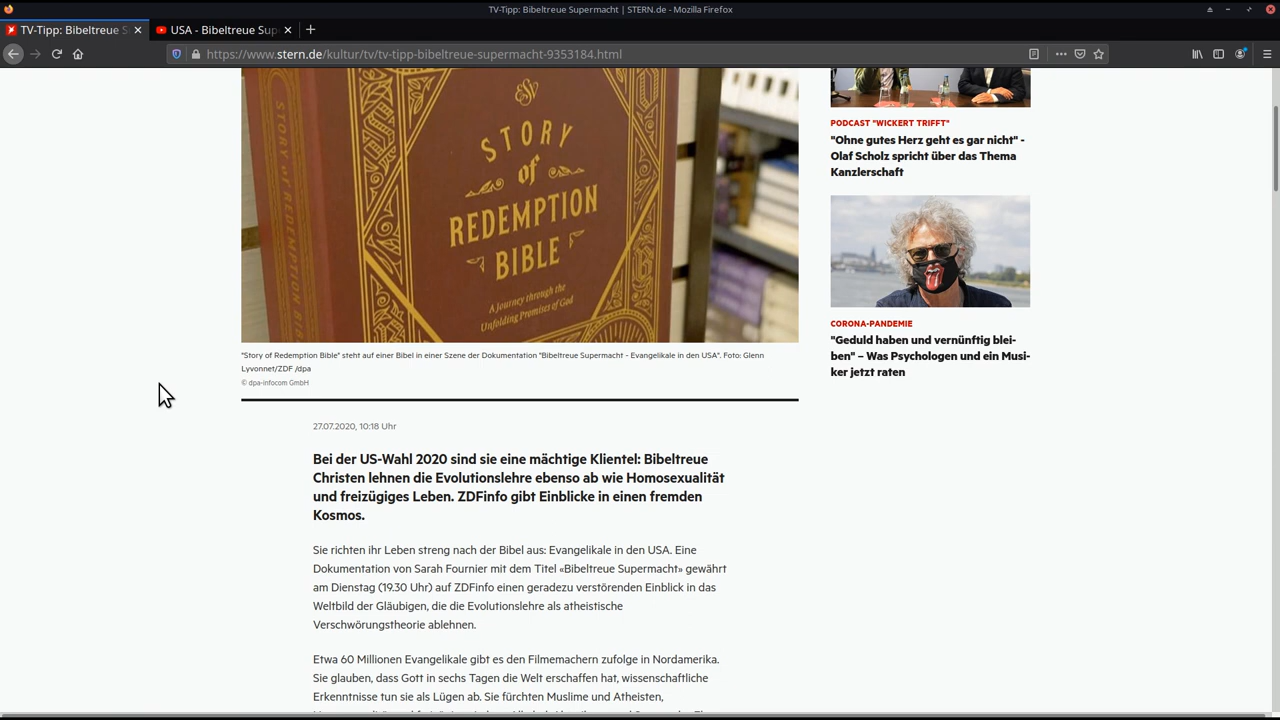 TV-Tipp: Bibeltreue Supermacht | STERN.de - Mozilla Firefox
TV-Tipp: Bibeltreue S
USA - Bibeltreue Sup
https://www.stern.de/kultur/tv/tv-tipp-bibeltreue-supermacht-9353184.html
STORY of REDEMPTION BIBLE
STORY
of
REDEMPTION
BIBLE
A Journey through the
Unfolding Promises of God
"Story of Redemption Bible" steht auf einer Bibel in einer Szene der Dokumentation "Bibeltreue Supermacht - Evangelikale in den USA". Foto: Glenn
Lyvonnet/ZDF /dpa
© dpa-infocom GmbH
27.07.2020, 10:18 Uhr
Bei der US-Wahl 2020 sind sie eine mächtige Klientel: Bibeltreue
Christen lehnen die Evolutionslehre ebenso ab wie Homosexualität
und freizügiges Leben. ZDFinfo gibt Einblicke in einen fremden
Kosmos.
Sie richten ihr Leben streng nach der Bibel aus: Evangelikale in den USA. Eine
Dokumentation von Sarah Fournier mit dem Titel «Bibeltreue Supermacht» gewährt
am Dienstag (19.30 Uhr) auf ZDFinfo einen geradezu verstörenden Einblick in das
Weltbild der Gläubigen, die die Evolutionslehre als atheistische
Verschwörungstheorie ablehnen.
Etwa 60 Millionen Evangelikale gibt es den Filmemachern zufolge in Nordamerika.
Sie glauben, dass Gott in sechs Tagen die Welt erschaffen hat, wissenschaftliche
Erkenntnisse tun sie als Lügen ab. Sie fürchten Muslime und Atheisten,
PODCAST "WICKERT TRIFFT"
"Ohne gutes Herz geht es gar nicht" -
Olaf Scholz spricht über das Thema
Kanzlerschaft
CORONA-PANDEMIE
"Geduld haben und vernünftig blei-
ben" – Was Psychologen und ein Musi-
ker jetzt raten